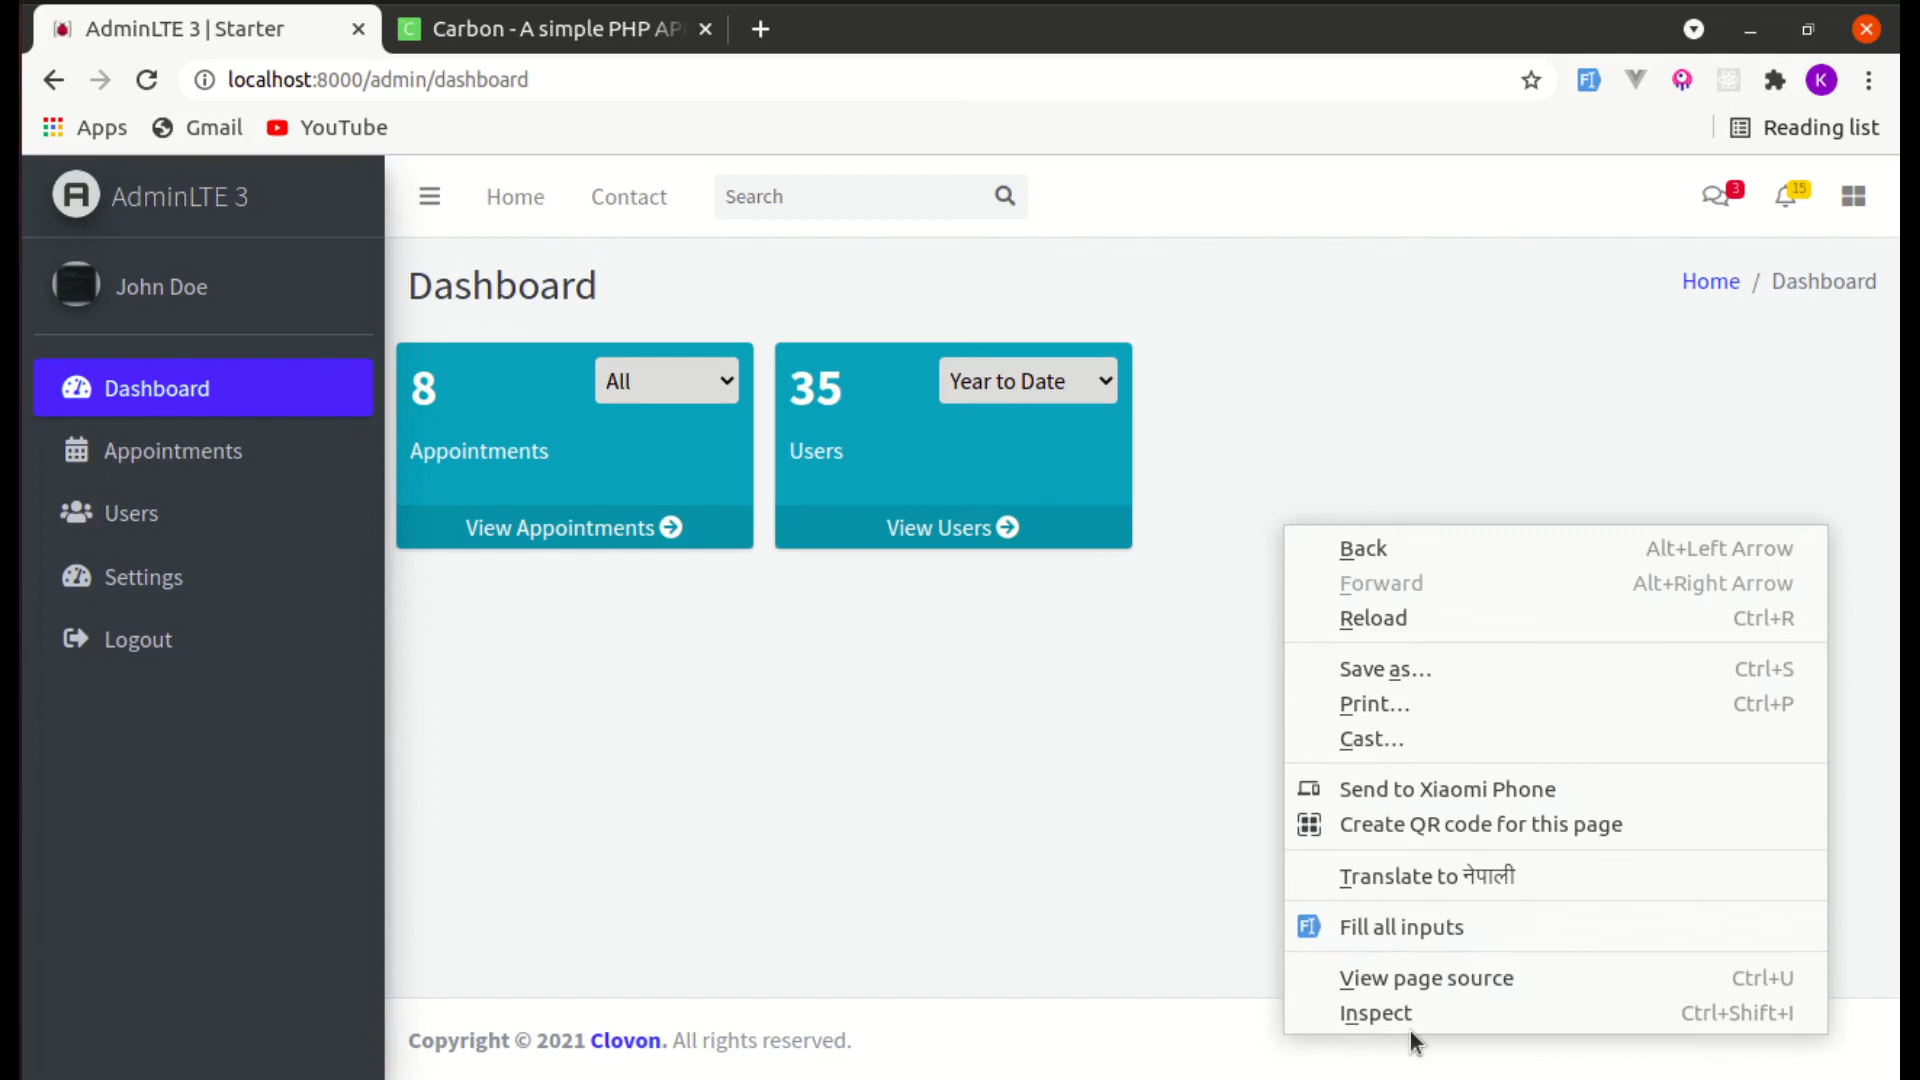 AdminLTE 3 | Starter
Carbon - A simple PHP AP
localhost:8000/admin/dashboard
K
Apps
Gmail
YouTube
Reading list
AdminLTE 3
Home
Contact
Search
3
15
John Doe
Dashboard
Home / Dashboard
Dashboard
Appointments
Users
Settings
Logout
8
All
Appointments
View Appointments
35
Year to Date
Users
View Users
Back Alt+Left Arrow
Forward Alt+Right Arrow
Reload Ctrl+R
Save as... Ctrl+S
Print... Ctrl+P
Cast...
Send to Xiaomi Phone
Create QR code for this page
Translate to नेपाली
Fill all inputs
View page source Ctrl+U
Inspect Ctrl+Shift+I
Copyright © 2021 Clovon. All rights reserved.